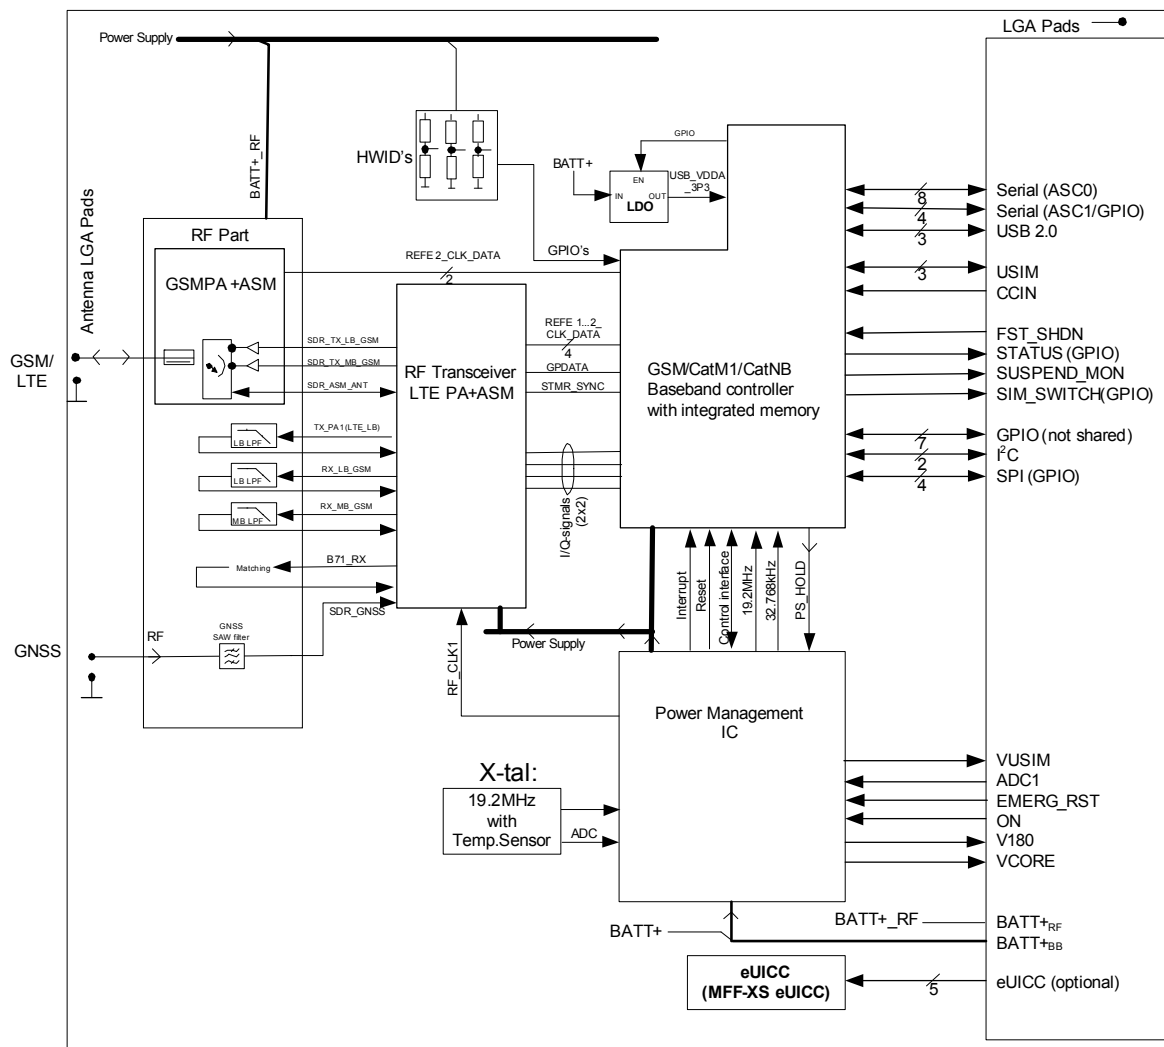 LGA Pads
Power Supply
GPIO
BATT+
EN
USB_VDDA
_3P3
IN
OUT
LDO
HWID's
BATT+_RF
Antenna LGA Pads
RF Part
GSMPA +ASM
REFE 2_CLK_DATA
2
GPIO's
Serial (ASC0)
8
Serial (ASC1/GPIO)
4
USB 2.0
3
USIM
3
CCIN
FST_SHDN
STATUS (GPIO)
SUSPEND_MON
SIM_SWITCH(GPIO)
GPIO (not shared)
7
I2C
2
SPI (GPIO)
4
GSM/
LTE
SDR_TX_LB_GSM
SDR_TX_MB_GSM
SDR_ASM_ANT
RF Transceiver
LTE PA+ASM
REFE 1...2_
CLK_DATA
4
GPDATA
STMR_SYNC
GSM/CatM1/CatNB
Baseband controller
with integrated memory
TX_PA1(LTE_LB)
LB LPF
RX_LB_GSM
LB LPF
RX_MB_GSM
MB LPF
I/Q-signals
(2x2)
Matching
B71_RX
SDR_GNSS
GNSS
RF
GNSS
SAW filter
RF_CLK1
Power Supply
Interrupt
Reset
Control interface
19.2MHz
32.768kHz
PS_HOLD
Power Management
IC
X-tal:
19.2MHz
with
Temp.Sensor
ADC
VUSIM
ADC1
EMERG_RST
ON
V180
VCORE
BATT+
BATT+_RF
BATT+RF
BATT+BB
eUICC
(MFF-XS eUICC)
5
eUICC (optional)